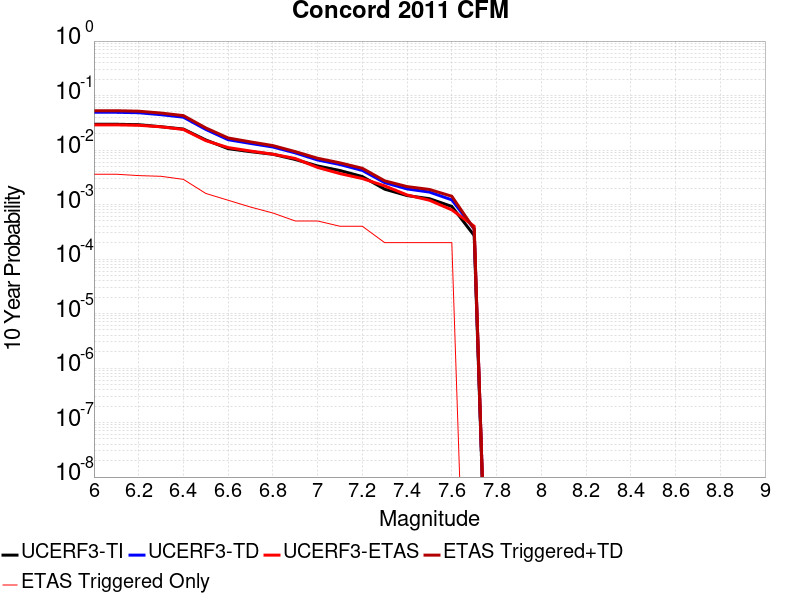 Concord 2011 CFM
10 Year Probability
10^0
10^-1
10^-2
10^-3
10^-4
10^-5
10^-6
10^-7
10^-8
6 6.2 6.4 6.6 6.8 7 7.2 7.4 7.6 7.8 8 8.2 8.4 8.6 8.8 9
Magnitude
UCERF3-TI UCERF3-TD UCERF3-ETAS ETAS Triggered+TD
ETAS Triggered Only